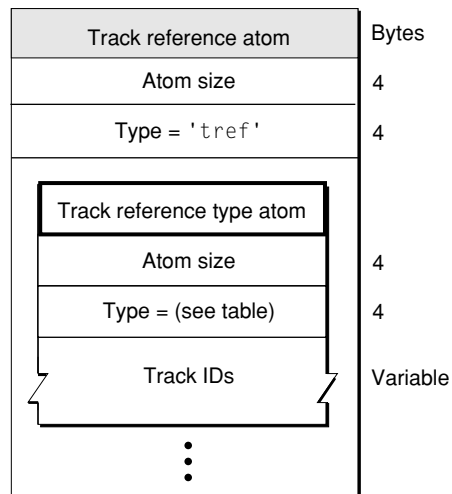 Track reference atom Bytes
Atom size 4
Type = 'tref' 4
Track reference type atom
Atom size 4
Type = (see table) 4
Track IDs Variable